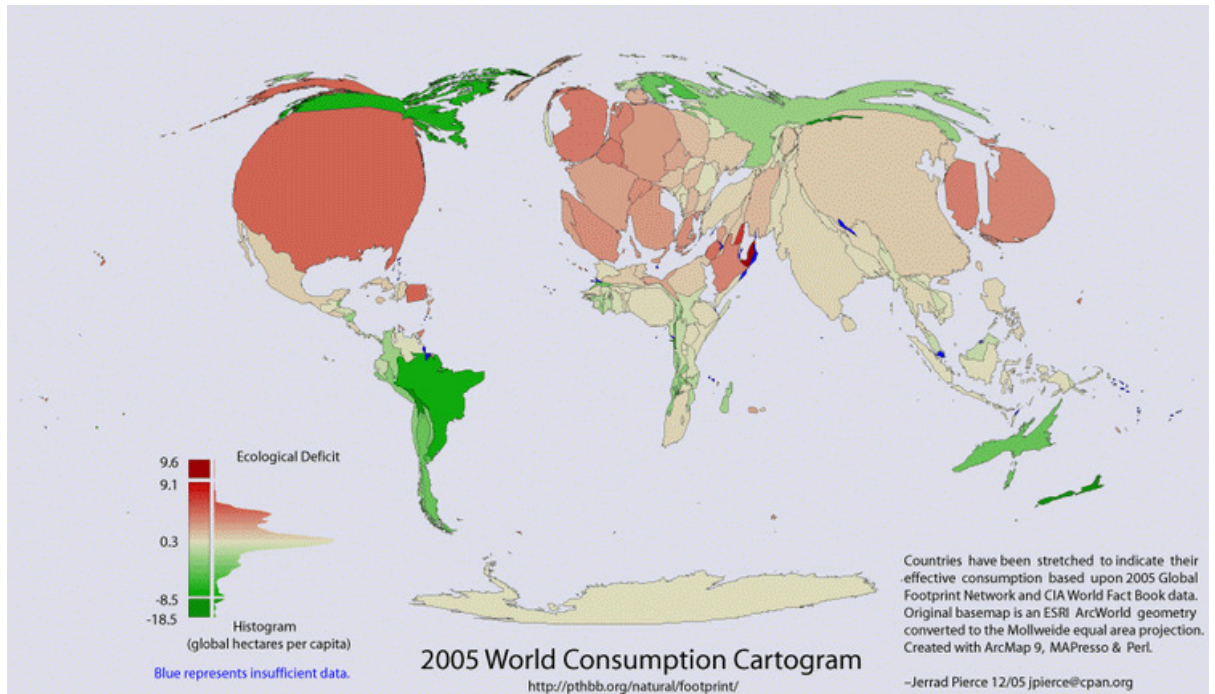 Ecological Deficit
9.6
9.1
0.3
-8.5
-18.5
Histogram
(global hectares per capita)
Blue represents insufficient data.
2005 World Consumption Cartogram
http://pthbb.org/natural/footprint/
Countries have been stretched to indicate their
effective consumption based upon 2005 Global
Footprint Network and CIA World Fact Book data.
Original basemap is an ESRI ArcWorld geometry
converted to the Mollweide equal area projection.
Created with ArcMap 9, MAPresso & Perl.
–Jerrad Pierce 12/05 jpierce@cpan.org